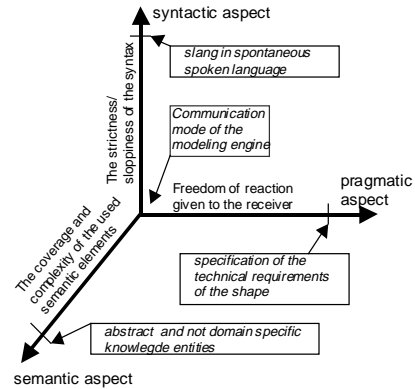 syntactic aspect
slang in spontaneous
spoken language
The strictness/
sloppiness of the syntax
Communication
mode of the
modeling engine
Freedom of reaction
given to the receiver
pragmatic
aspect
The coverage and
complexity of the used
semantic elements
specification of the
technical requirements
of the shape
abstract and not domain specific
knowlegde entities
semantic aspect